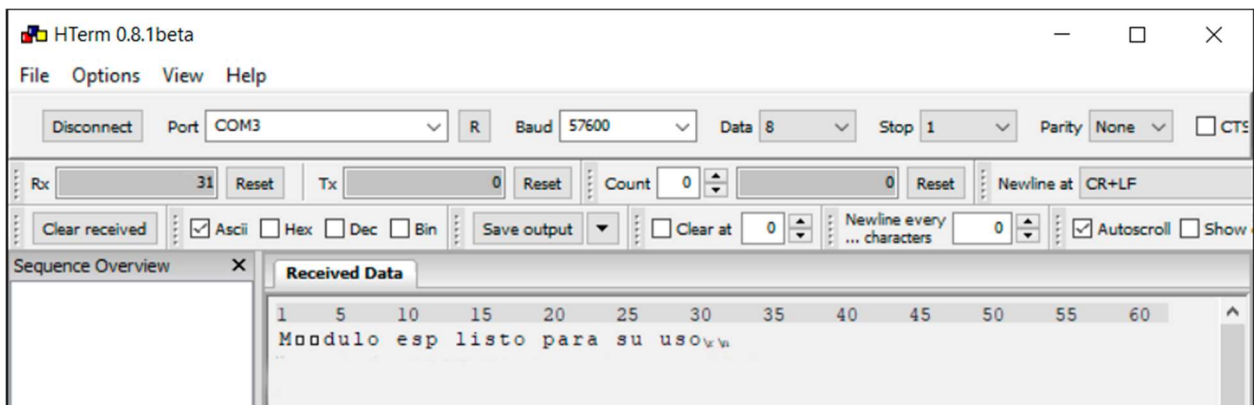 HTerm 0.8.1beta
File Options View Help
Disconnect Port COM3 R Baud 57600 Data 8 Stop 1 Parity None CTS
Rx 31 Reset Tx 0 Reset Count 0 0 Reset Newline at CR+LF
Clear received Ascii Hex Dec Bin Save output Clear at 0 Newline every ... characters 0 Autoscroll Show
Sequence Overview X Received Data
1 5 10 15 20 25 30 35 40 45 50 55 60
M□□dulo esp listo para su uso\r\n